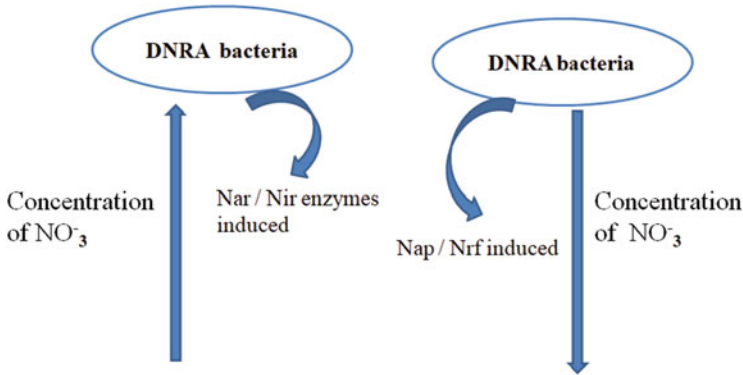 DNRA bacteria
Concentration
of NO⁻₃
Nar / Nir enzymes
induced
DNRA bacteria
Nap / Nrf induced
Concentration
of NO⁻₃